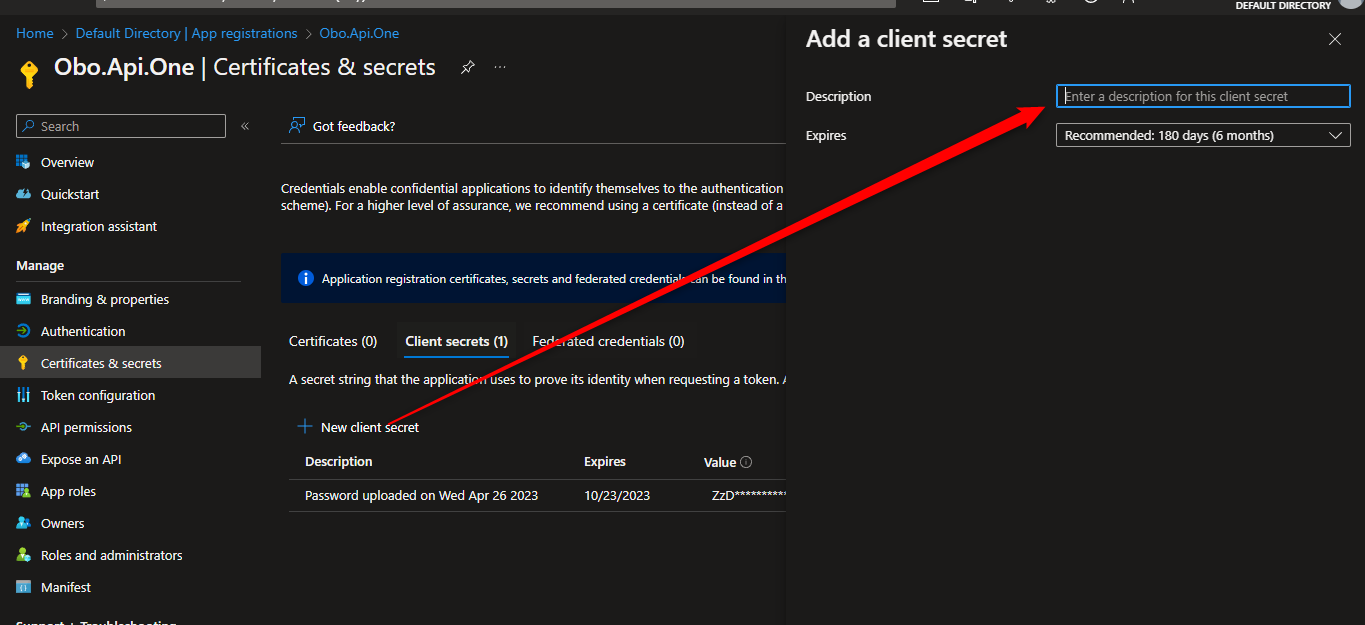 DEFAULT DIRECTORY
Home > Default Directory | App registrations > Obo.Api.One
Obo.Api.One | Certificates & secrets
Search
Overview
Quickstart
Integration assistant
Manage
Branding & properties
Authentication
Certificates & secrets
Token configuration
API permissions
Expose an API
App roles
Owners
Roles and administrators
Manifest
Support + Troubleshooting
Got feedback?
Credentials enable confidential applications to identify themselves to the authentication
scheme). For a higher level of assurance, we recommend using a certificate (instead of a
Application registration certificates, secrets and federated credentials can be found in th
Certificates (0) Client secrets (1) Federated credentials (0)
A secret string that the application uses to prove its identity when requesting a token. A
New client secret
Description Expires Value
Password uploaded on Wed Apr 26 2023 10/23/2023 ZzD**********
Add a client secret
Description Enter a description for this client secret
Expires Recommended: 180 days (6 months)